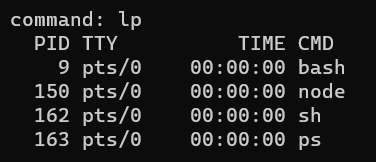 command: lp
  PID TTY          TIME CMD
    9 pts/0    00:00:00 bash
  150 pts/0    00:00:00 node
  162 pts/0    00:00:00 sh
  163 pts/0    00:00:00 ps